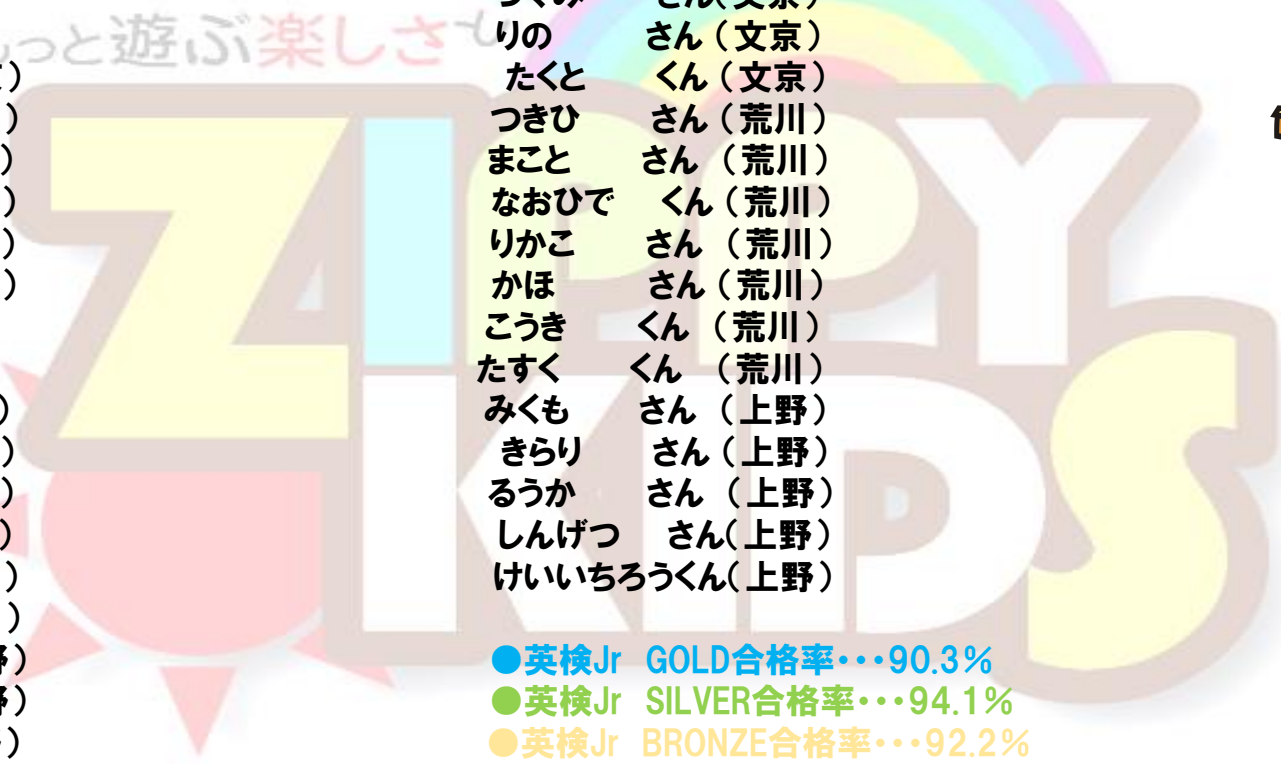 っと遊ぶ楽しさ
りの さん（文京）
たくと くん（文京）
つきひ さん（荒川）
まこと さん（荒川）
なおひで くん（荒川）
りかこ さん（荒川）
かほ さん（荒川）
こうき くん（荒川）
たすく くん（荒川）
みくも さん（上野）
きらり さん（上野）
るうか さん（上野）
しんげつ さん（上野）
けいいちろうくん（上野）
ZIPPY
KIDS
●英検Jr GOLD合格率・・・90.3％
●英検Jr SILVER合格率・・・94.1％
●英検Jr BRONZE合格率・・・92.2％